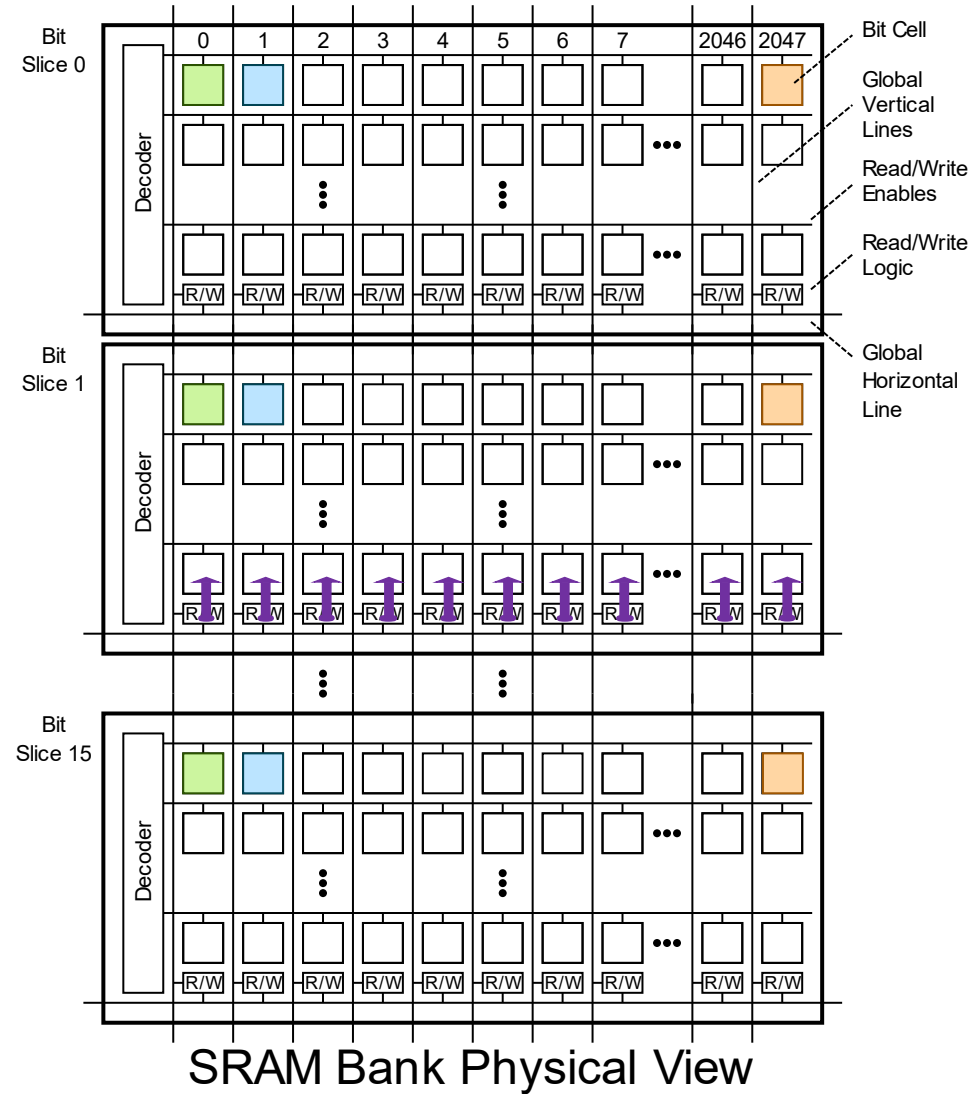 Bit
Slice 0
0 1 2 3 4 5 6 7 2046 2047
Decoder
R/W R/W R/W R/W R/W R/W R/W R/W R/W R/W
Bit Cell
Global
Vertical
Lines
Read/Write
Enables
Read/Write
Logic
Global
Horizontal
Line
Bit
Slice 1
Decoder
R/W R/W R/W R/W R/W R/W R/W R/W R/W R/W
Bit
Slice 15
Decoder
R/W R/W R/W R/W R/W R/W R/W R/W R/W R/W
SRAM Bank Physical View